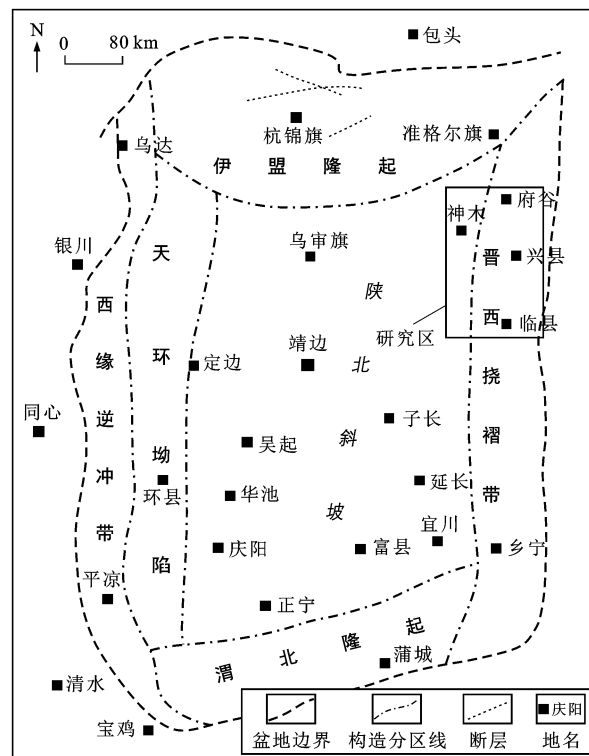 N
0 80 km
包头
杭锦旗
准格尔旗
乌达
伊盟隆起
府谷
神木
银川
天环坳陷
乌审旗
兴县
晋西挠褶带
陕北斜坡
西缘逆冲带
临县
研究区
定边
靖边
同心
子长
吴起
环县
华池
延长
宜川
庆阳
富县
乡宁
平凉
正宁
渭北隆起
蒲城
清水
宝鸡
庆阳
盆地边界 构造分区线 断层 地名